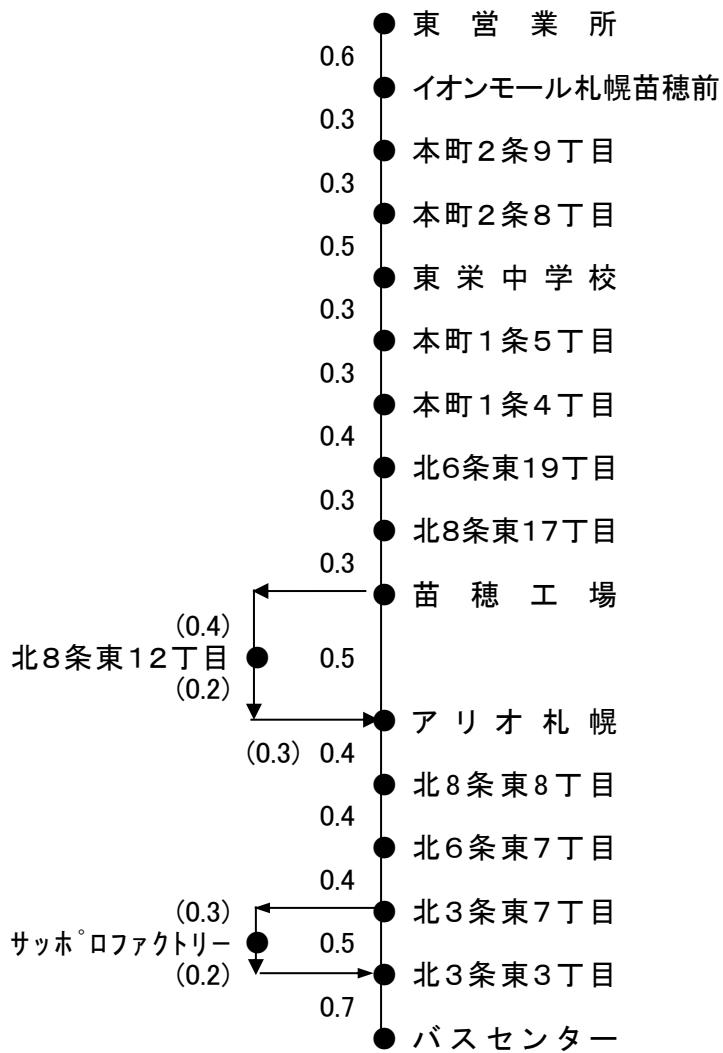 東営業所
0.6
イオンモール札幌苗穂前
0.3
本町2条9丁目
0.3
本町2条8丁目
0.5
東栄中学校
0.3
本町1条5丁目
0.3
本町1条4丁目
0.4
北6条東19丁目
0.3
北8条東17丁目
0.3
苗穂工場
(0.4)
北8条東12丁目 0.5
(0.2)
アリオ札幌
(0.3) 0.4
北8条東8丁目
0.4
北6条東7丁目
0.4
(0.3) 北3条東7丁目
サッポロファクトリー 0.5
(0.2) 北3条東3丁目
0.7
バスセンター